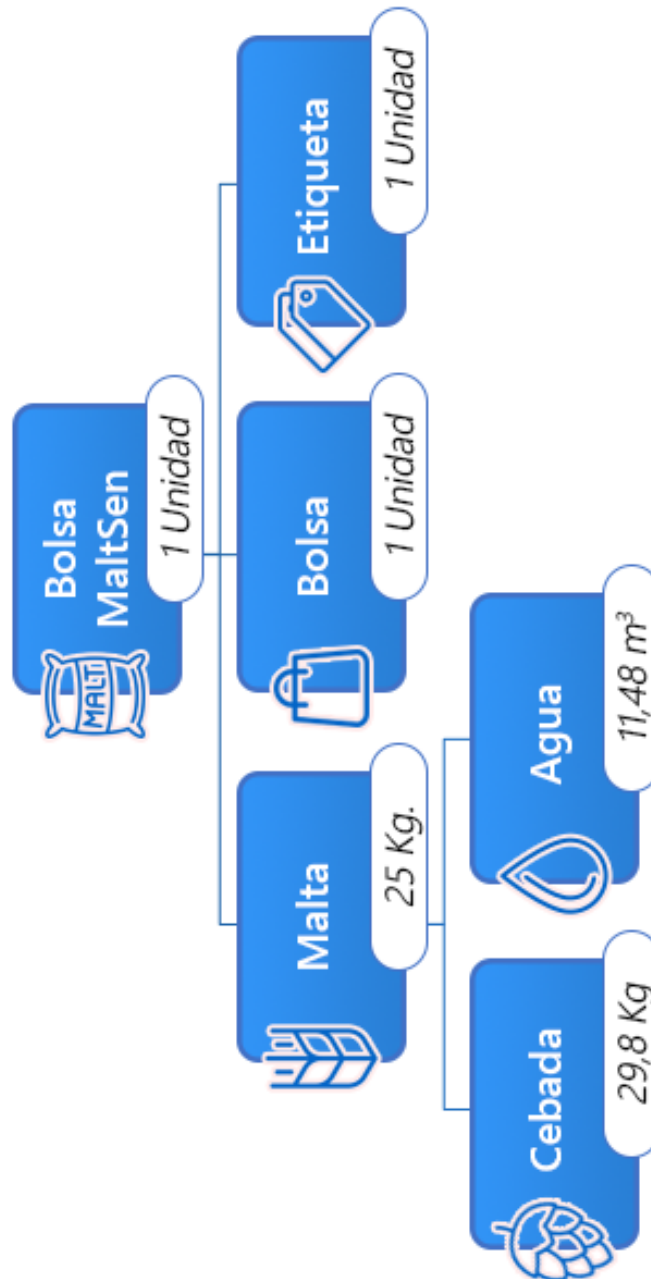 Bolsa
MaltSen
MALT
1 Unidad
Malta
25 Kg.
Bolsa
1 Unidad
Etiqueta
1 Unidad
Cebada
29,8 Kg
Agua
11,48 m³